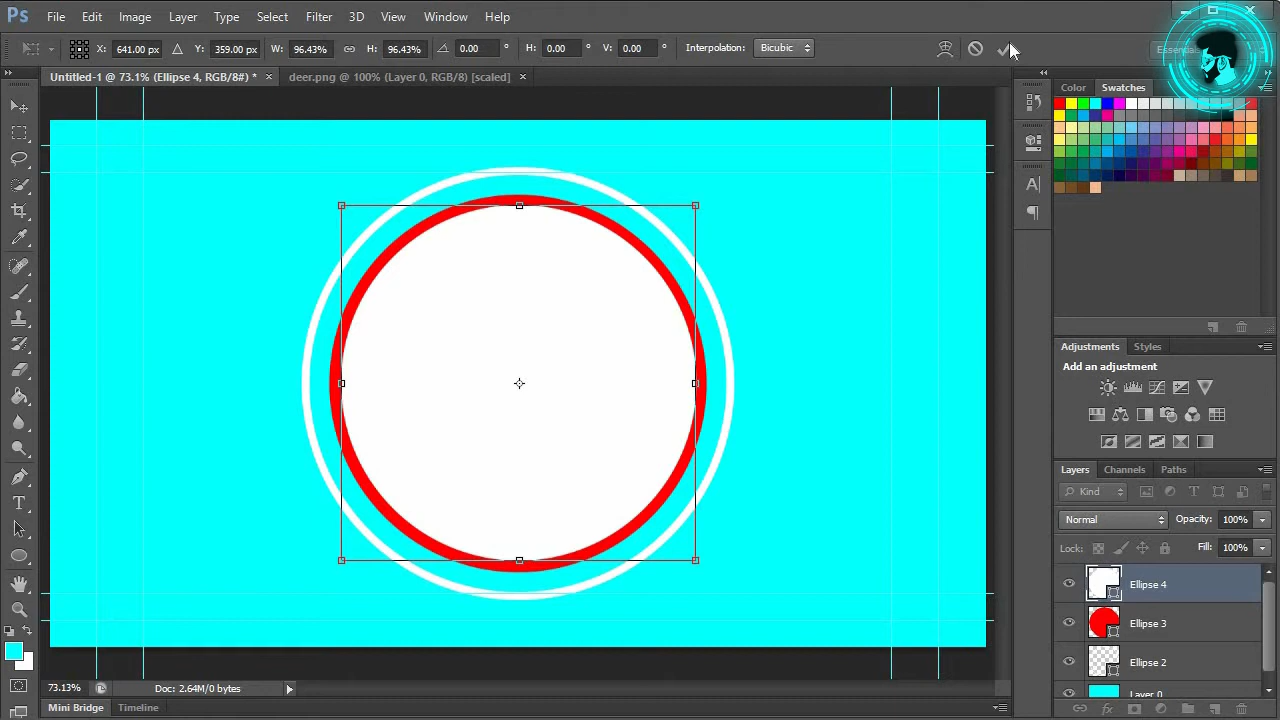 Ps File Edit Image Layer Type Select Filter 3D View Window Help
X: 641.00 px Y: 359.00 px W: 96.43% H: 96.43% 0.00 ° H: 0.00 ° V: 0.00 ° Interpolation: Bicubic Essentials
Untitled-1 @ 73.1% (Ellipse 4, RGB/8#) * × deer.png @ 100% (Layer 0, RGB/8) [scaled] ×
Color Swatches
Adjustments Styles
Add an adjustment
Layers Channels Paths
Kind
Normal Opacity: 100%
Lock: Fill: 100%
Ellipse 4
Ellipse 3
Ellipse 2
Layer 0
73.13% Doc: 2.64M/0 bytes
Mini Bridge Timeline